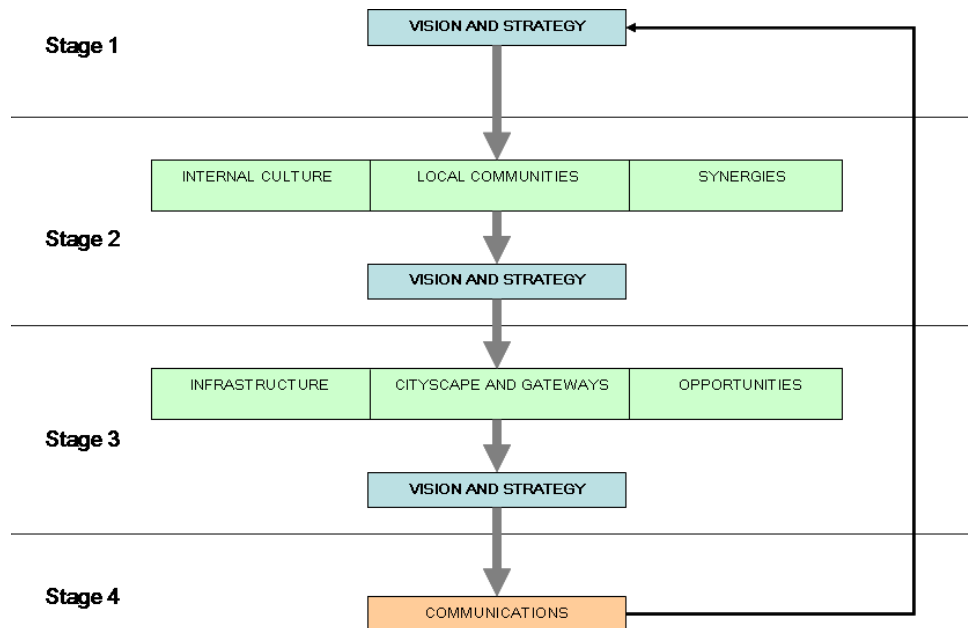 VISION AND STRATEGY
Stage 1
INTERNAL CULTURE LOCAL COMMUNITIES SYNERGIES
Stage 2
VISION AND STRATEGY
INFRASTRUCTURE CITYSCAPE AND GATEWAYS OPPORTUNITIES
Stage 3
VISION AND STRATEGY
Stage 4
COMMUNICATIONS